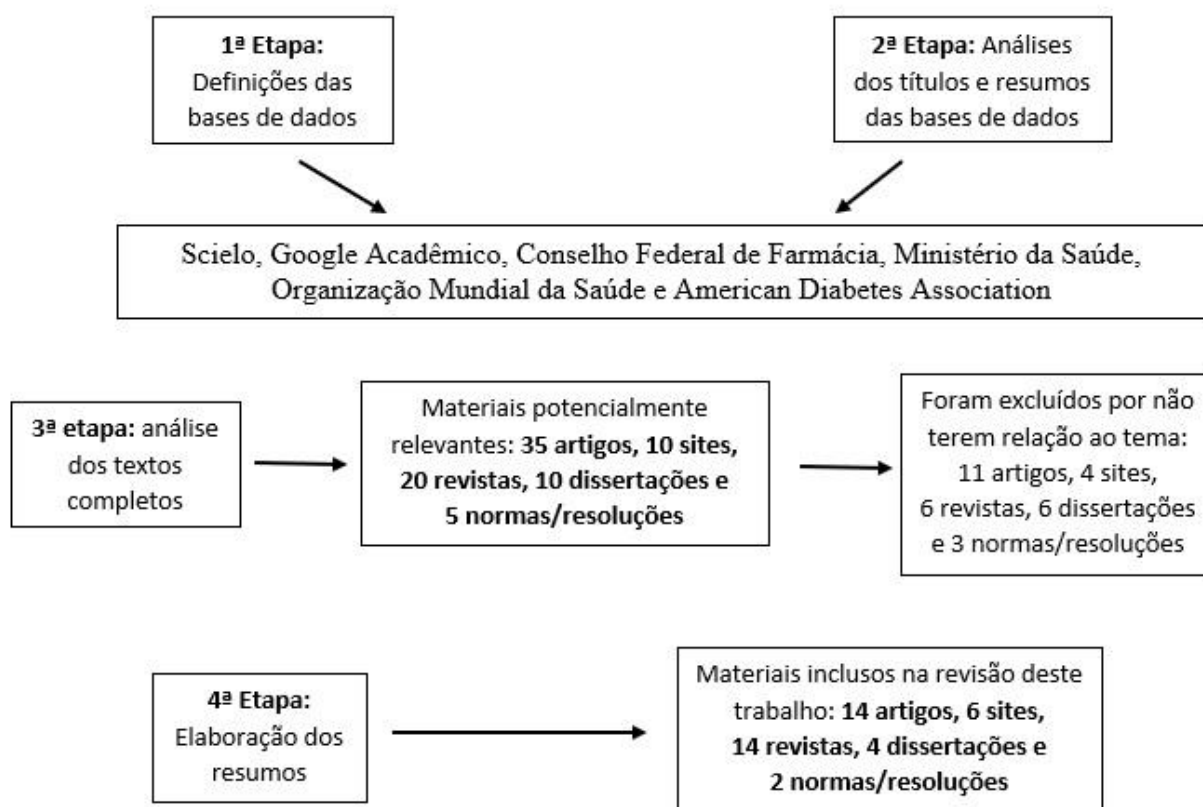 1ª Etapa:
Definições das
bases de dados
2ª Etapa: Análises
dos títulos e resumos
das bases de dados
Scielo, Google Acadêmico, Conselho Federal de Farmácia, Ministério da Saúde,
Organização Mundial da Saúde e American Diabetes Association
3ª etapa: análise
dos textos
completos
Materiais potencialmente
relevantes: 35 artigos, 10 sites,
20 revistas, 10 dissertações e
5 normas/resoluções
Foram excluídos por não
terem relação ao tema:
11 artigos, 4 sites,
6 revistas, 6 dissertações
e 3 normas/resoluções
4ª Etapa:
Elaboração dos
resumos
Materiais inclusos na revisão deste
trabalho: 14 artigos, 6 sites,
14 revistas, 4 dissertações e
2 normas/resoluções